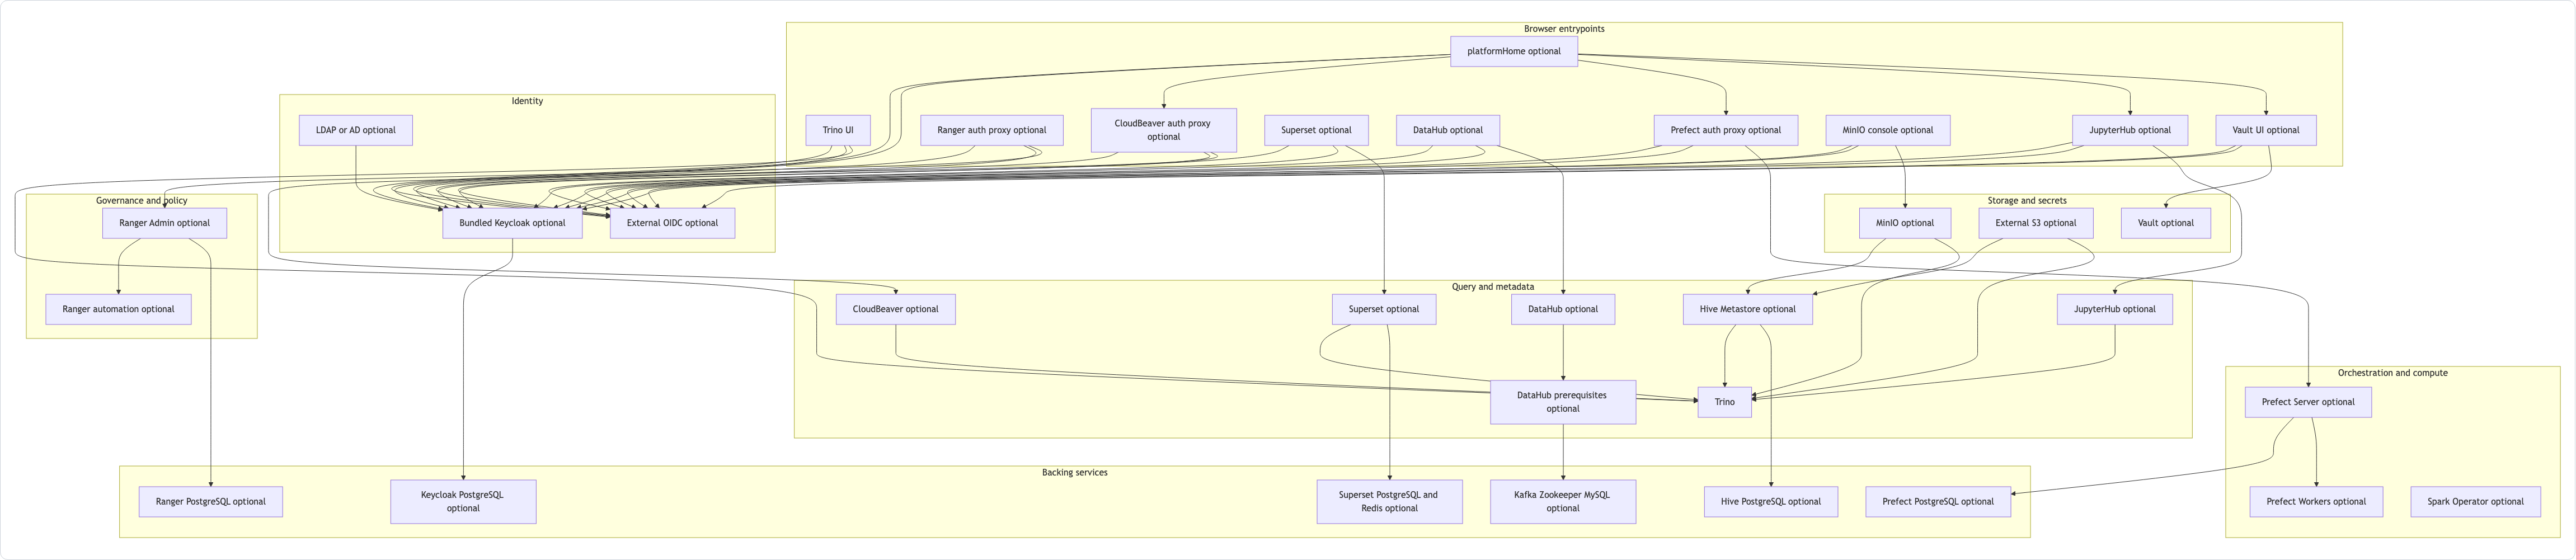 Browser entrypoints
platformHome optional
Identity
LDAP or AD optional
Trino UI
Ranger auth proxy optional
CloudBeaver auth proxy
optional
Superset optional
DataHub optional
Prefect auth proxy optional
MinIO console optional
JupyterHub optional
Vault UI optional
Governance and policy
Ranger Admin optional
Bundled Keycloak optional
External OIDC optional
Storage and secrets
MinIO optional
External S3 optional
Vault optional
Ranger automation optional
Query and metadata
CloudBeaver optional
Superset optional
DataHub optional
Hive Metastore optional
JupyterHub optional
DataHub prerequisites
optional
Trino
Orchestration and compute
Prefect Server optional
Backing services
Ranger PostgreSQL optional
Keycloak PostgreSQL
optional
Superset PostgreSQL and
Redis optional
Kafka Zookeeper MySQL
optional
Hive PostgreSQL optional
Prefect PostgreSQL optional
Prefect Workers optional
Spark Operator optional